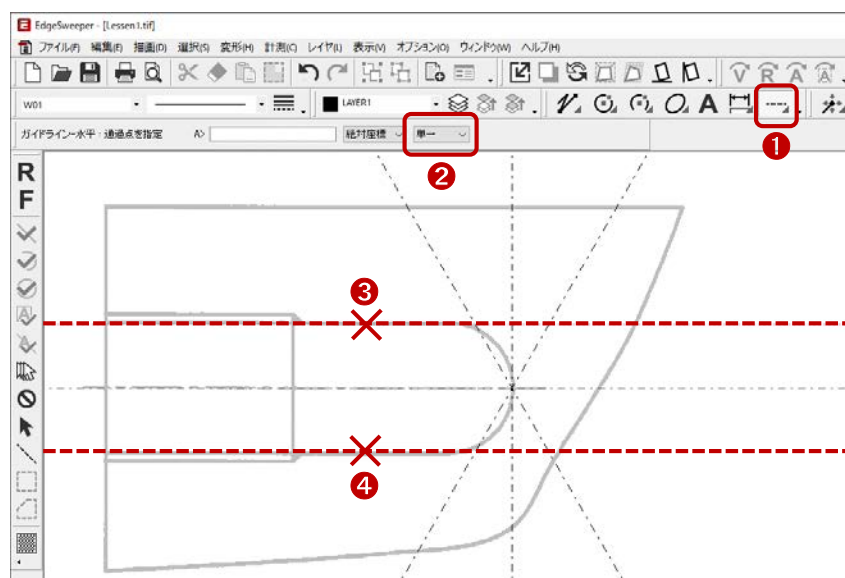 EdgeSweeper - [Lessen1.tif]
ファイル(F) 編集(E) 描画(D) 選択(S) 変形(H) 計測(C) レイヤ(L) 表示(V) オプション(O) ウィンドウ(W) ヘルプ(H)
V R A A
W01 LAYER1 A
ガイドライン-水平 : 通過点を指定 A> 絶対座標 単一
❶
❷
R
F
❸
❹